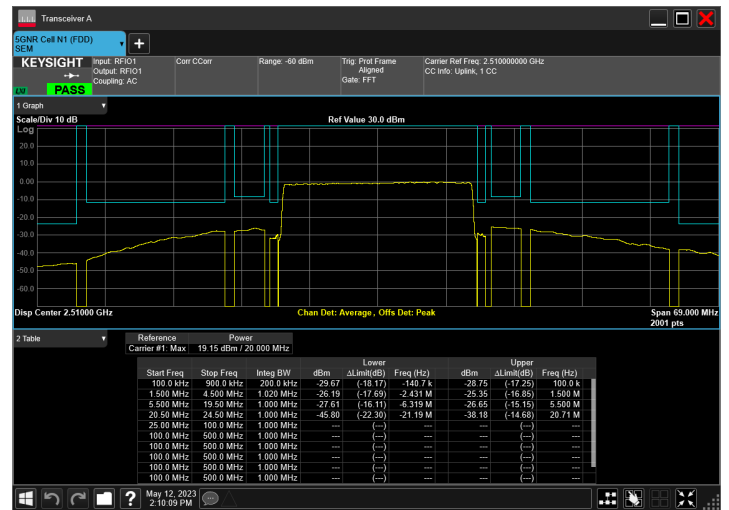 Transceiver A
5GNR Cell N1 (FDD)
SEM
KEYSIGHT
Input: RFIO1
Output: RFIO1
Coupling: AC
Corr CCorr
Range: -60 dBm
Trig: Prot Frame
Aligned
Gate: FFT
Carrier Ref Freq: 2.510000000 GHz
CC Info: Uplink, 1 CC
LXI
PASS
1 Graph
Scale/Div 10 dB
Ref Value 30.0 dBm
Log
20.0
10.0
0.00
-10.0
-20.0
-30.0
-40.0
-50.0
-60.0
Disp Center 2.51000 GHz
Chan Det: Average , Offs Det: Peak
Span 69.000 MHz
2001 pts
2 Table
Reference Power
Carrier #1: Max 19.15 dBm / 20.000 MHz
Lower Upper
Start Freq Stop Freq Integ BW dBm ΔLimit(dB) Freq (Hz) dBm ΔLimit(dB) Freq (Hz)
100.0 kHz 900.0 kHz 200.0 kHz -29.67 (-18.17) -140.7 k -28.75 (-17.25) 100.0 k
1.500 MHz 4.500 MHz 1.020 MHz -26.19 (-17.69) -2.431 M -25.35 (-16.85) 1.500 M
5.500 MHz 19.50 MHz 1.000 MHz -27.61 (-16.11) -6.319 M -26.65 (-15.15) 5.500 M
20.50 MHz 24.50 MHz 1.000 MHz -45.80 (-22.30) -21.19 M -38.18 (-14.68) 20.71 M
25.00 MHz 100.0 MHz 1.000 MHz --- (---) --- --- (---) ---
100.0 MHz 500.0 MHz 1.000 MHz --- (---) --- --- (---) ---
100.0 MHz 500.0 MHz 1.000 MHz --- (---) --- --- (---) ---
100.0 MHz 500.0 MHz 1.000 MHz --- (---) --- --- (---) ---
100.0 MHz 500.0 MHz 1.000 MHz --- (---) --- --- (---) ---
100.0 MHz 500.0 MHz 1.000 MHz --- (---) --- --- (---) ---
May 12, 2023
2:10:09 PM